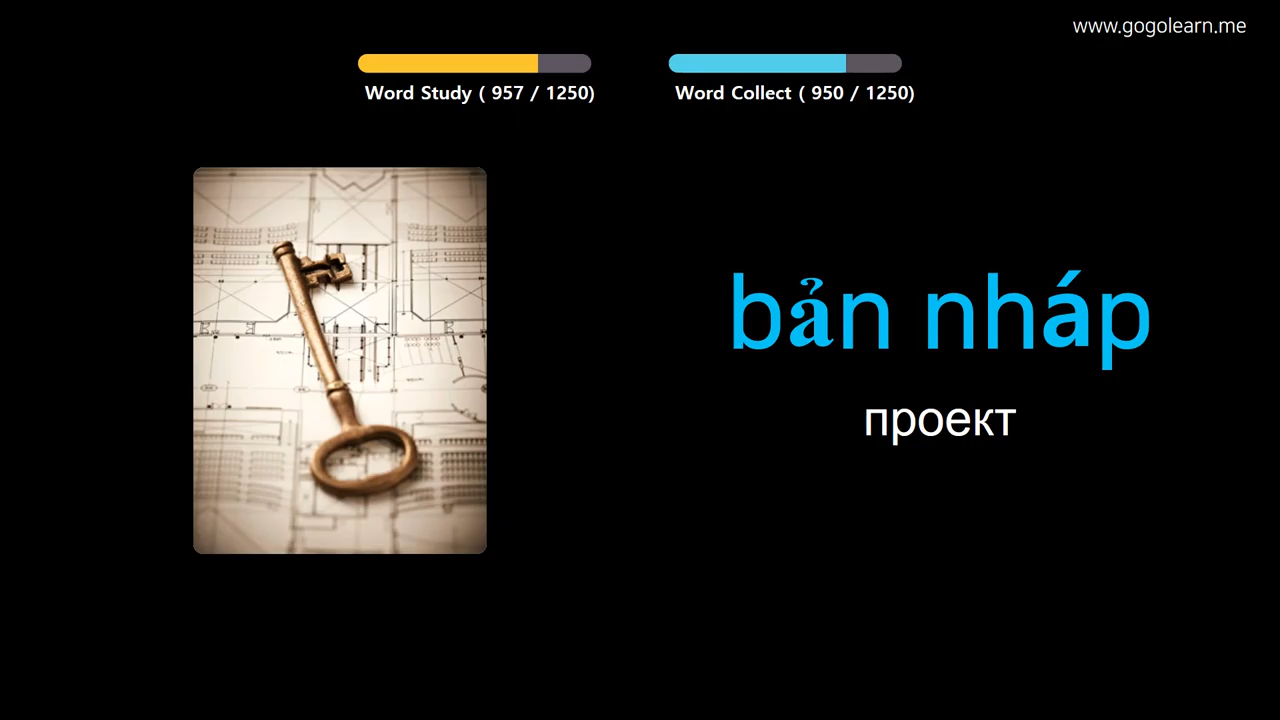 www.gogolearn.me
Word Study ( 957 / 1250)
Word Collect ( 950 / 1250)
bản nháp
проект